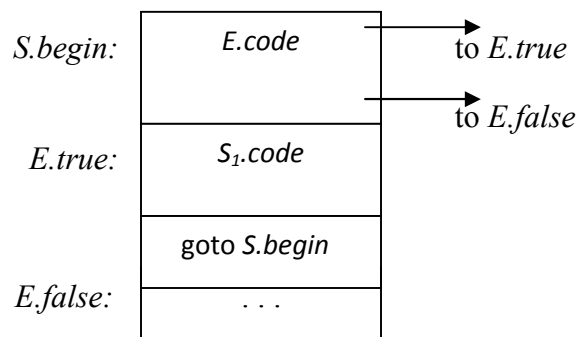 S.begin: E.code to E.true
to E.false
E.true: S₁.code
goto S.begin
E.false: . . .